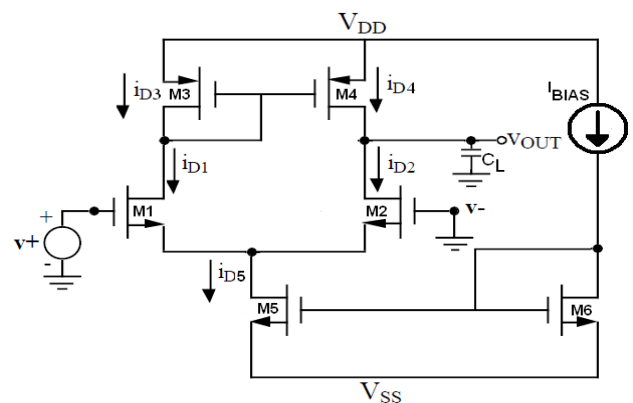 VDD
iD3
M3
M4
iD4
IBIAS
vOUT
CL
iD1
iD2
+
v+
-
M1
M2
v-
iD5
M5
M6
VSS